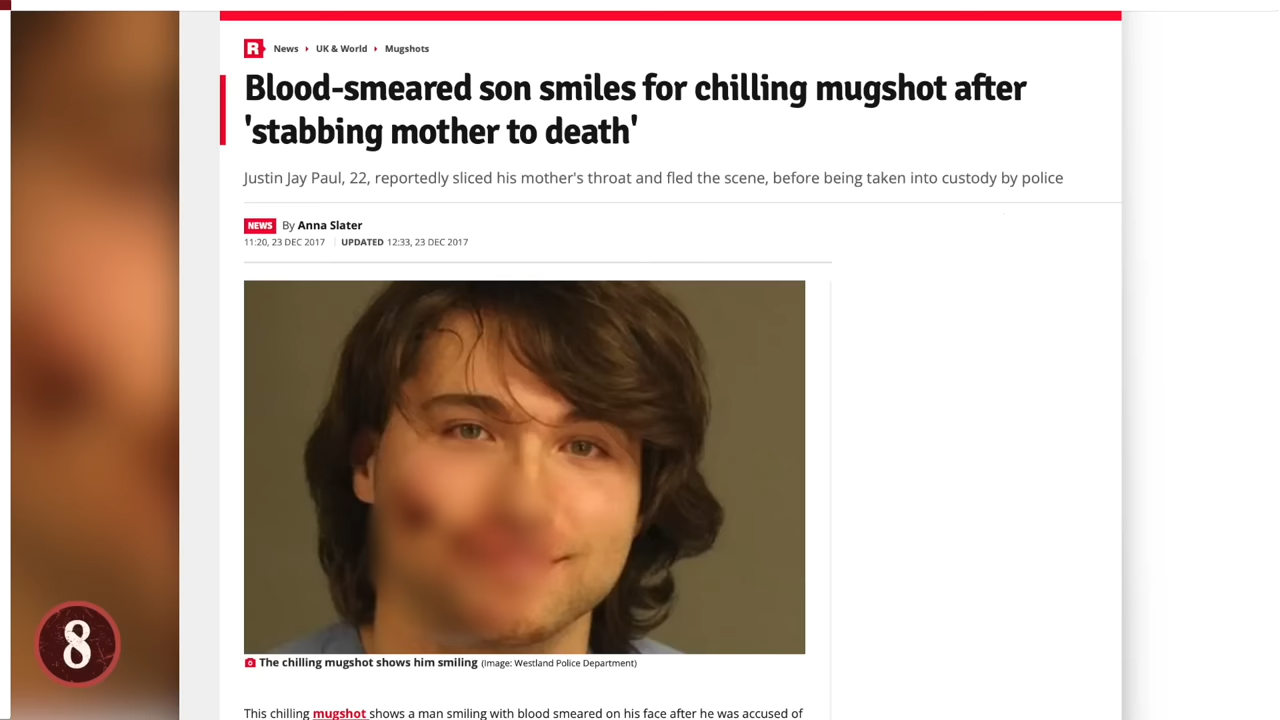 R News UK & World Mugshots
Blood-smeared son smiles for chilling mugshot after
'stabbing mother to death'
Justin Jay Paul, 22, reportedly sliced his mother's throat and fled the scene, before being taken into custody by police
NEWS By Anna Slater
11:20, 23 DEC 2017 UPDATED 12:33, 23 DEC 2017
The chilling mugshot shows him smiling (Image: Westland Police Department)
This chilling mugshot shows a man smiling with blood smeared on his face after he was accused of
8